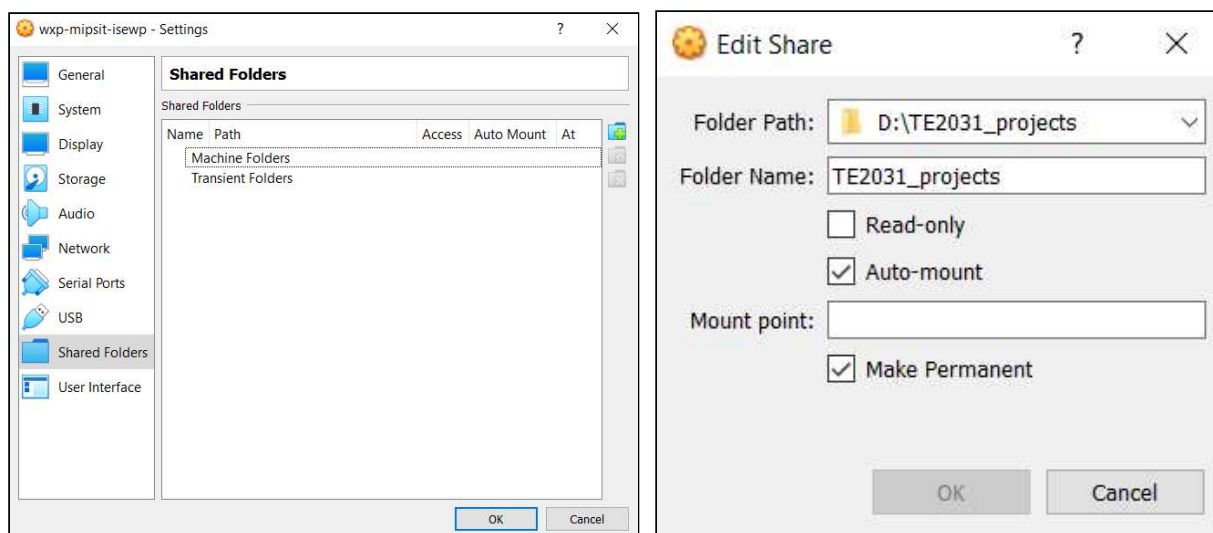 wxp-mipsit-isewp - Settings ?
General
System
Display
Storage
Audio
Network
Serial Ports
USB
Shared Folders
User Interface
Shared Folders
Shared Folders
Name Path Access Auto Mount At
Machine Folders
Transient Folders
OK Cancel
Edit Share ?
Folder Path: D:\TE2031_projects
Folder Name: TE2031_projects
Read-only
Auto-mount
Mount point:
Make Permanent
OK Cancel